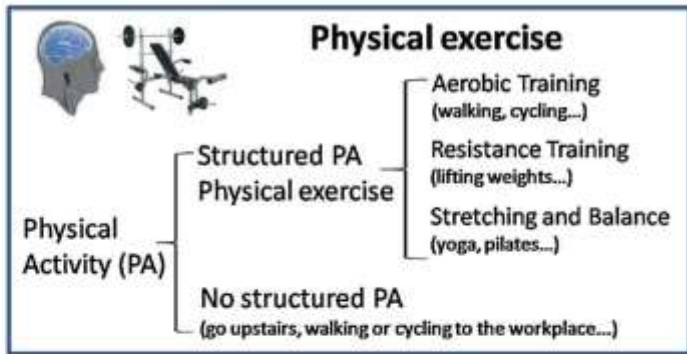 Physical exercise
Aerobic Training
(walking, cycling...)
Structured PA
Physical exercise
Resistance Training
(lifting weights...)
Stretching and Balance
(yoga, pilates...)
Physical
Activity (PA)
No structured PA
(go upstairs, walking or cycling to the workplace...)